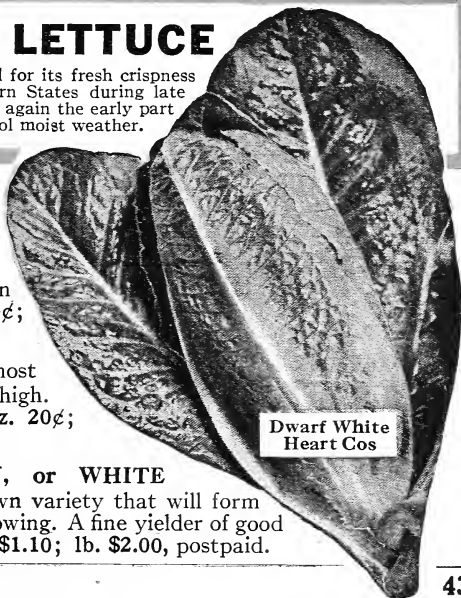 LETTUCE
for its fresh crispness
rn States during late
again the early part
ol moist weather.
n
¢;
nost
high.
z. 20¢;
Dwarf White
Heart Cos
, or WHITE
wn variety that will form
owing. A fine yielder of good
$1.10; lb. $2.00, postpaid.
43